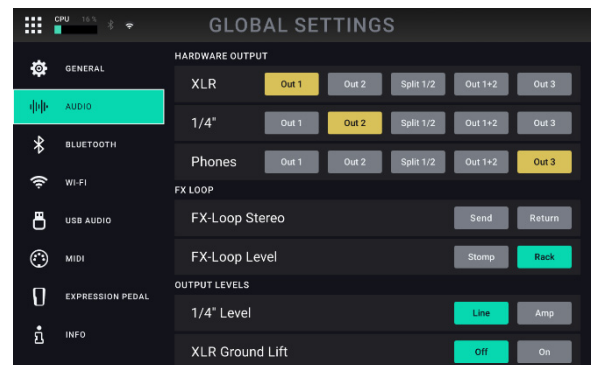 CPU 16 %
GLOBAL SETTINGS
GENERAL
AUDIO
BLUETOOTH
WI-FI
USB AUDIO
MIDI
EXPRESSION PEDAL
INFO
HARDWARE OUTPUT
XLR Out 1 Out 2 Split 1/2 Out 1+2 Out 3
1/4" Out 1 Out 2 Split 1/2 Out 1+2 Out 3
Phones Out 1 Out 2 Split 1/2 Out 1+2 Out 3
FX LOOP
FX-Loop Stereo Send Return
FX-Loop Level Stomp Rack
OUTPUT LEVELS
1/4" Level Line Amp
XLR Ground Lift Off On